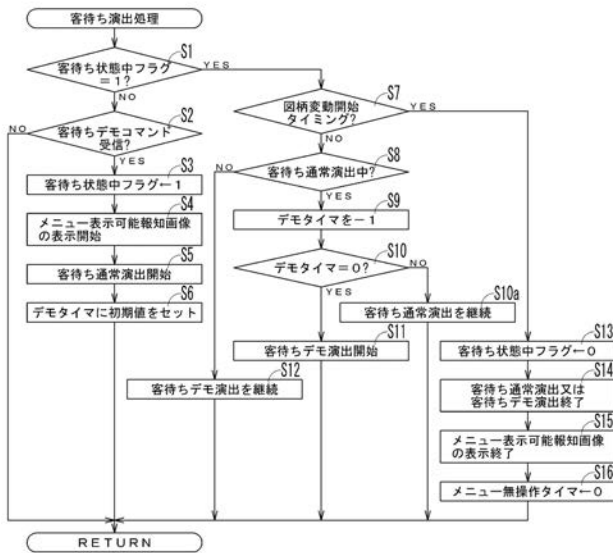 客待ち演出処理
S1
客待ち状態中フラグ
=1?
YES
NO
S2
客待ちデモコマンド
受信?
NO
YES
S3
客待ち状態中フラグ←1
S4
メニュー表示可能報知画像
の表示開始
S5
客待ち通常演出開始
S6
デモタイマに初期値をセット
S7
図柄変動開始
タイミング?
YES
NO
S8
客待ち通常演出中?
NO
YES
S9
デモタイマを−1
S10
デモタイマ=0?
NO
YES
S10a
客待ち通常演出を継続
S11
客待ちデモ演出開始
S12
客待ちデモ演出を継続
S13
客待ち状態中フラグ←0
S14
客待ち通常演出又は
客待ちデモ演出終了
S15
メニュー表示可能報知画像
の表示終了
S16
メニュー無操作タイマ←0
RETURN